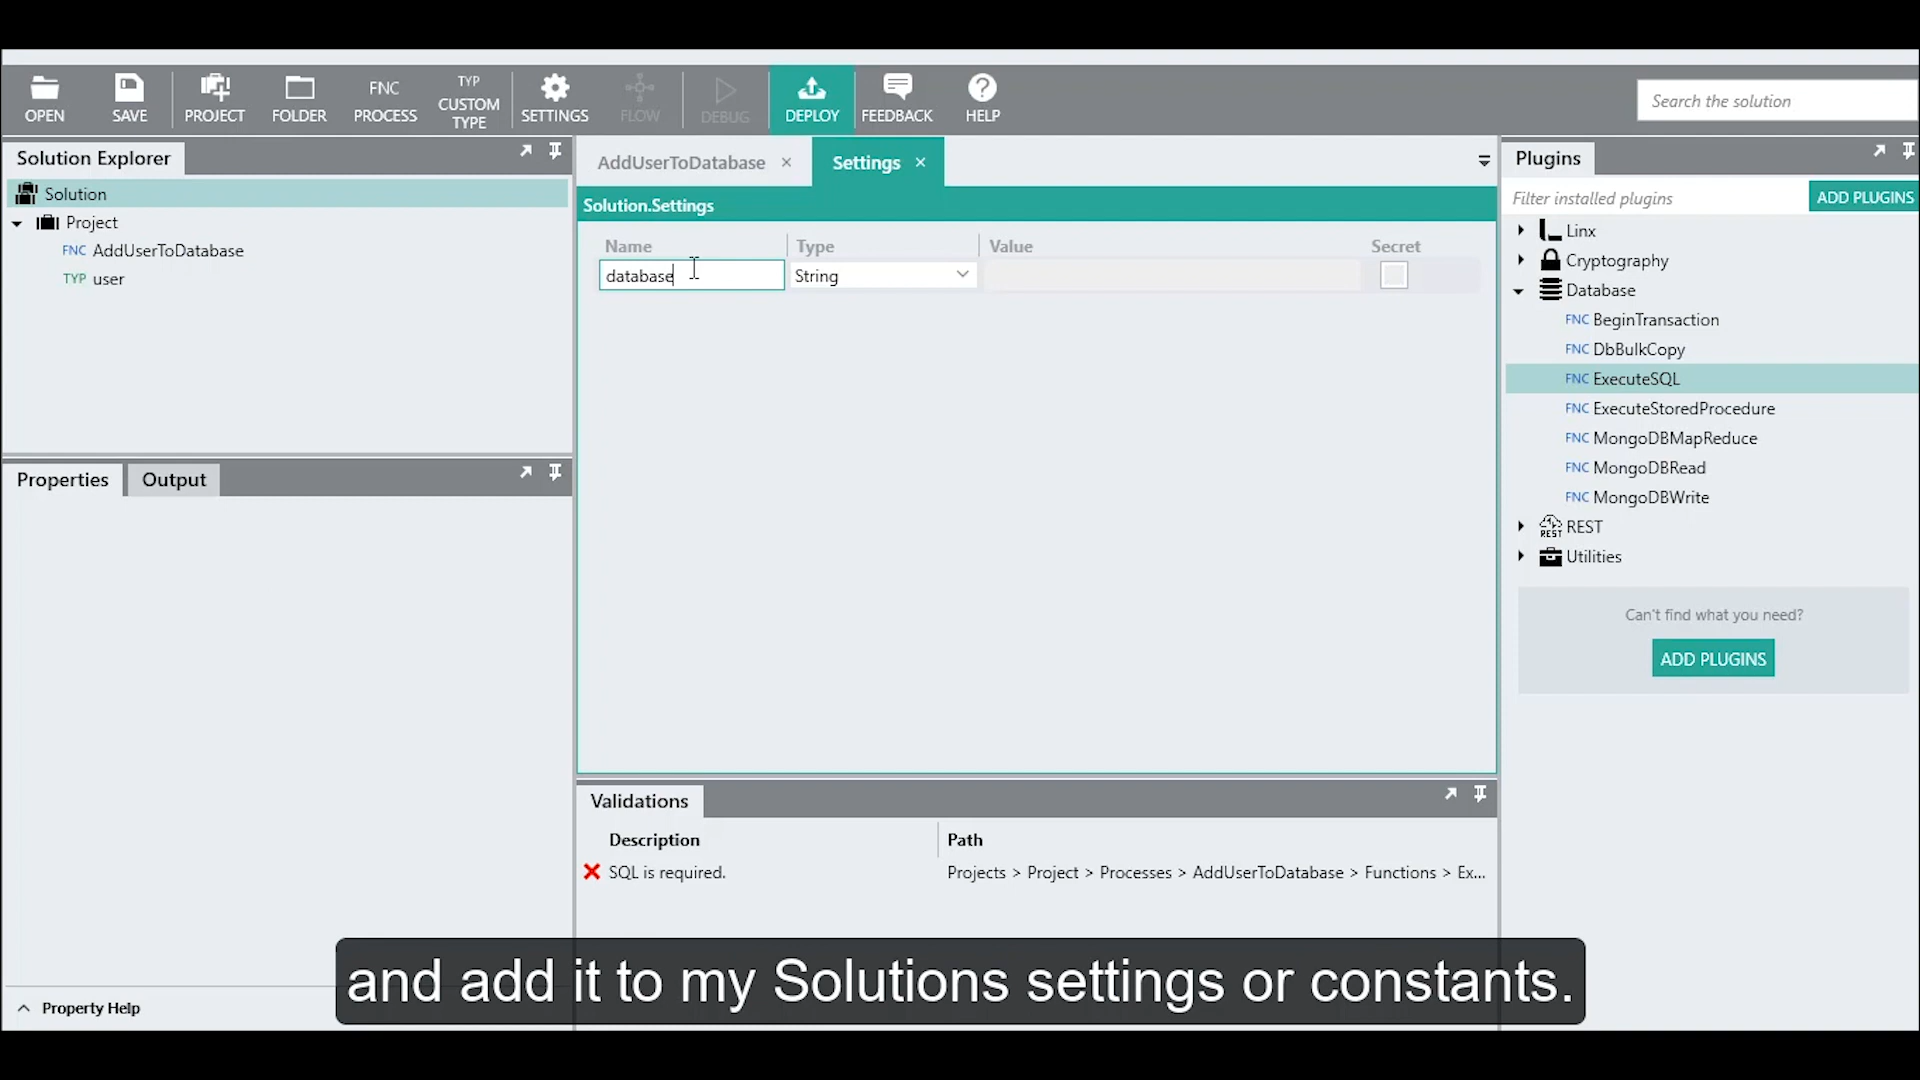 OPEN
SAVE
PROJECT
FOLDER
FNC
PROCESS
TYP
CUSTOM
TYPE
SETTINGS
FLOW
DEBUG
DEPLOY
FEEDBACK
HELP
Search the solution
Solution Explorer
Solution
Project
FNC AddUserToDatabase
TYP user
Properties
Output
Property Help
AddUserToDatabase
Settings
Solution.Settings
Name Type Value Secret
database String
Validations
Description Path
SQL is required. Projects > Project > Processes > AddUserToDatabase > Functions > Ex...
Plugins
Filter installed plugins
ADD PLUGINS
Linx
Cryptography
Database
FNC BeginTransaction
FNC DbBulkCopy
FNC ExecuteSQL
FNC ExecuteStoredProcedure
FNC MongoDBMapReduce
FNC MongoDBRead
FNC MongoDBWrite
REST REST
Utilities
Can't find what you need?
ADD PLUGINS
and add it to my Solutions settings or constants.